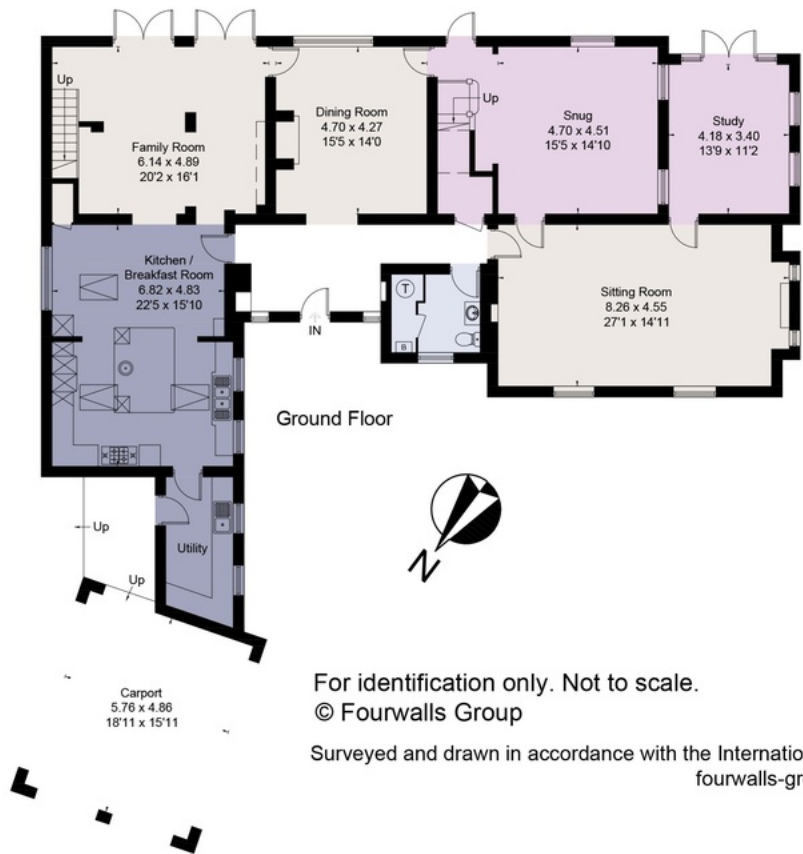 Up
Family Room
6.14 x 4.89
20'2 x 16'1
Dining Room
4.70 x 4.27
15'5 x 14'0
Up
Snug
4.70 x 4.51
15'5 x 14'10
Study
4.18 x 3.40
13'9 x 11'2
Kitchen /
Breakfast Room
6.82 x 4.83
22'5 x 15'10
IN
T
B
Sitting Room
8.26 x 4.55
27'1 x 14'11
Ground Floor
Up
Utility
Up
N
Carport
5.76 x 4.86
18'11 x 15'11
For identification only. Not to scale.
© Fourwalls Group
Surveyed and drawn in accordance with the Internatio
fourwalls-gr